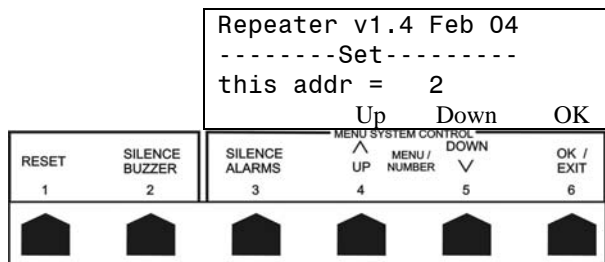 Repeater v1.4 Feb 04
--------Set---------
this addr =   2
Up Down OK
MENU SYSTEM CONTROL
RESET
1
SILENCE
BUZZER
2
SILENCE
ALARMS
3
UP
4
MENU /
NUMBER
DOWN
5
OK /
EXIT
6